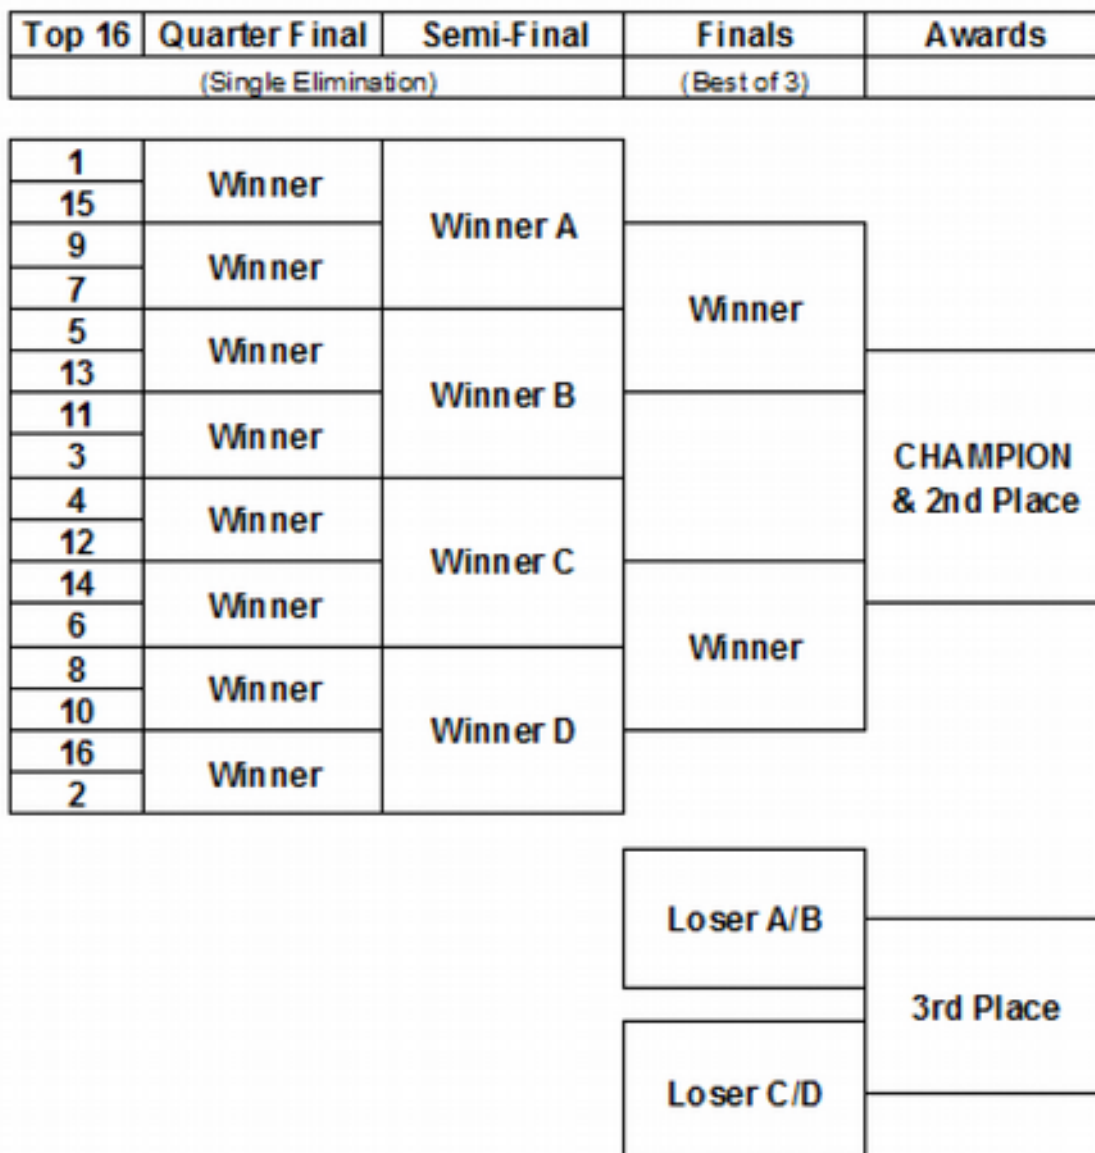 Top 16 Quarter Final Semi-Final Finals Awards
(Single Elimination) (Best of 3)
1
Winner
15
Winner A
9
Winner
7
Winner
5
Winner
13
Winner B
11
Winner
3
CHAMPION
& 2nd Place
4
Winner
12
Winner C
14
Winner
6
Winner
8
Winner
10
Winner D
16
Winner
2
Loser A/B
3rd Place
Loser C/D